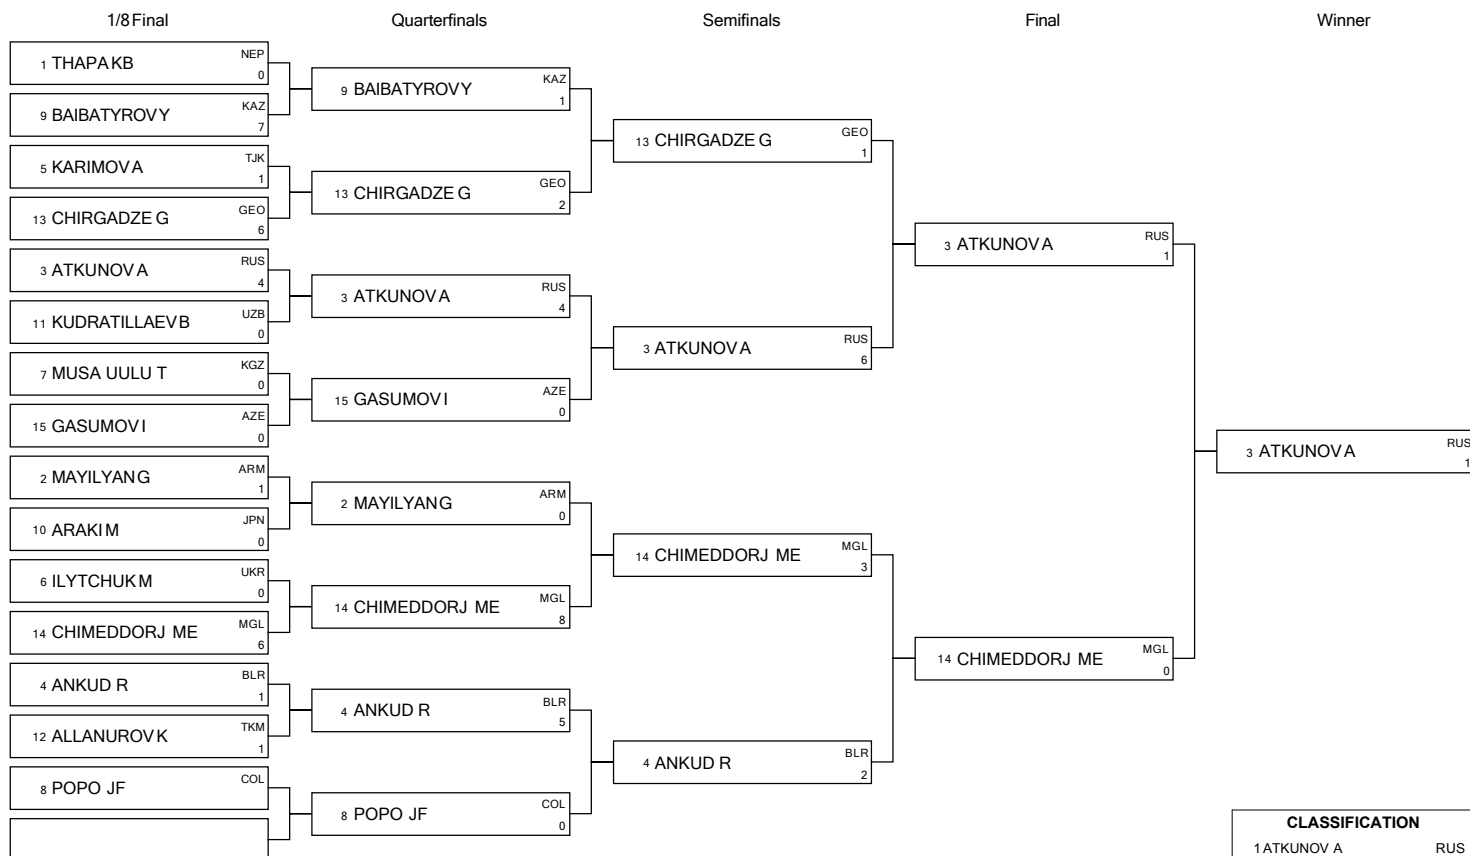 1/8 Final Quarterfinals Semifinals Final Winner
1 THAPA KB NEP 0
9 BAIBATYROV Y KAZ 7
5 KARIMOV A TJK 1
13 CHIRGADZE G GEO 6
3 ATKUNOV A RUS 4
11 KUDRATILLAEV B UZB 0
7 MUSA UULU T KGZ 0
15 GASUMOV I AZE 0
2 MAYILYAN G ARM 1
10 ARAKI M JPN 0
6 ILYTCHUK M UKR 0
14 CHIMEDDORJ ME MGL 6
4 ANKUD R BLR 1
12 ALLANUROV K TKM 1
8 POPO JF COL
9 BAIBATYROV Y KAZ 1
13 CHIRGADZE G GEO 2
3 ATKUNOV A RUS 4
15 GASUMOV I AZE 0
2 MAYILYAN G ARM 0
14 CHIMEDDORJ ME MGL 8
4 ANKUD R BLR 5
8 POPO JF COL 0
13 CHIRGADZE G GEO 1
3 ATKUNOV A RUS 6
14 CHIMEDDORJ ME MGL 3
4 ANKUD R BLR 2
3 ATKUNOV A RUS 1
14 CHIMEDDORJ ME MGL 0
3 ATKUNOV A RUS 1
CLASSIFICATION
1 ATKUNOV A RUS